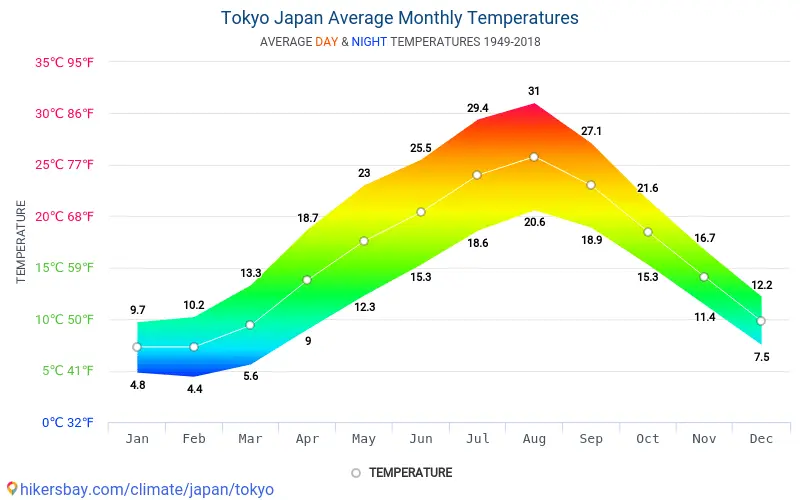 Tokyo Japan Average Monthly Temperatures
AVERAGE DAY & NIGHT TEMPERATURES 1949-2018
35℃ 95℉
30℃ 86℉
25℃ 77℉
20℃ 68℉
15℃ 59℉
10℃ 50℉
5℃ 41℉
0℃ 32℉
TEMPERATURE
9.7 10.2 13.3 18.7 23 25.5 29.4 31 27.1 21.6 16.7 12.2
4.8 4.4 5.6 9 12.3 15.3 18.6 20.6 18.9 15.3 11.4 7.5
Jan Feb Mar Apr May Jun Jul Aug Sep Oct Nov Dec
TEMPERATURE
hikersbay.com/climate/japan/tokyo